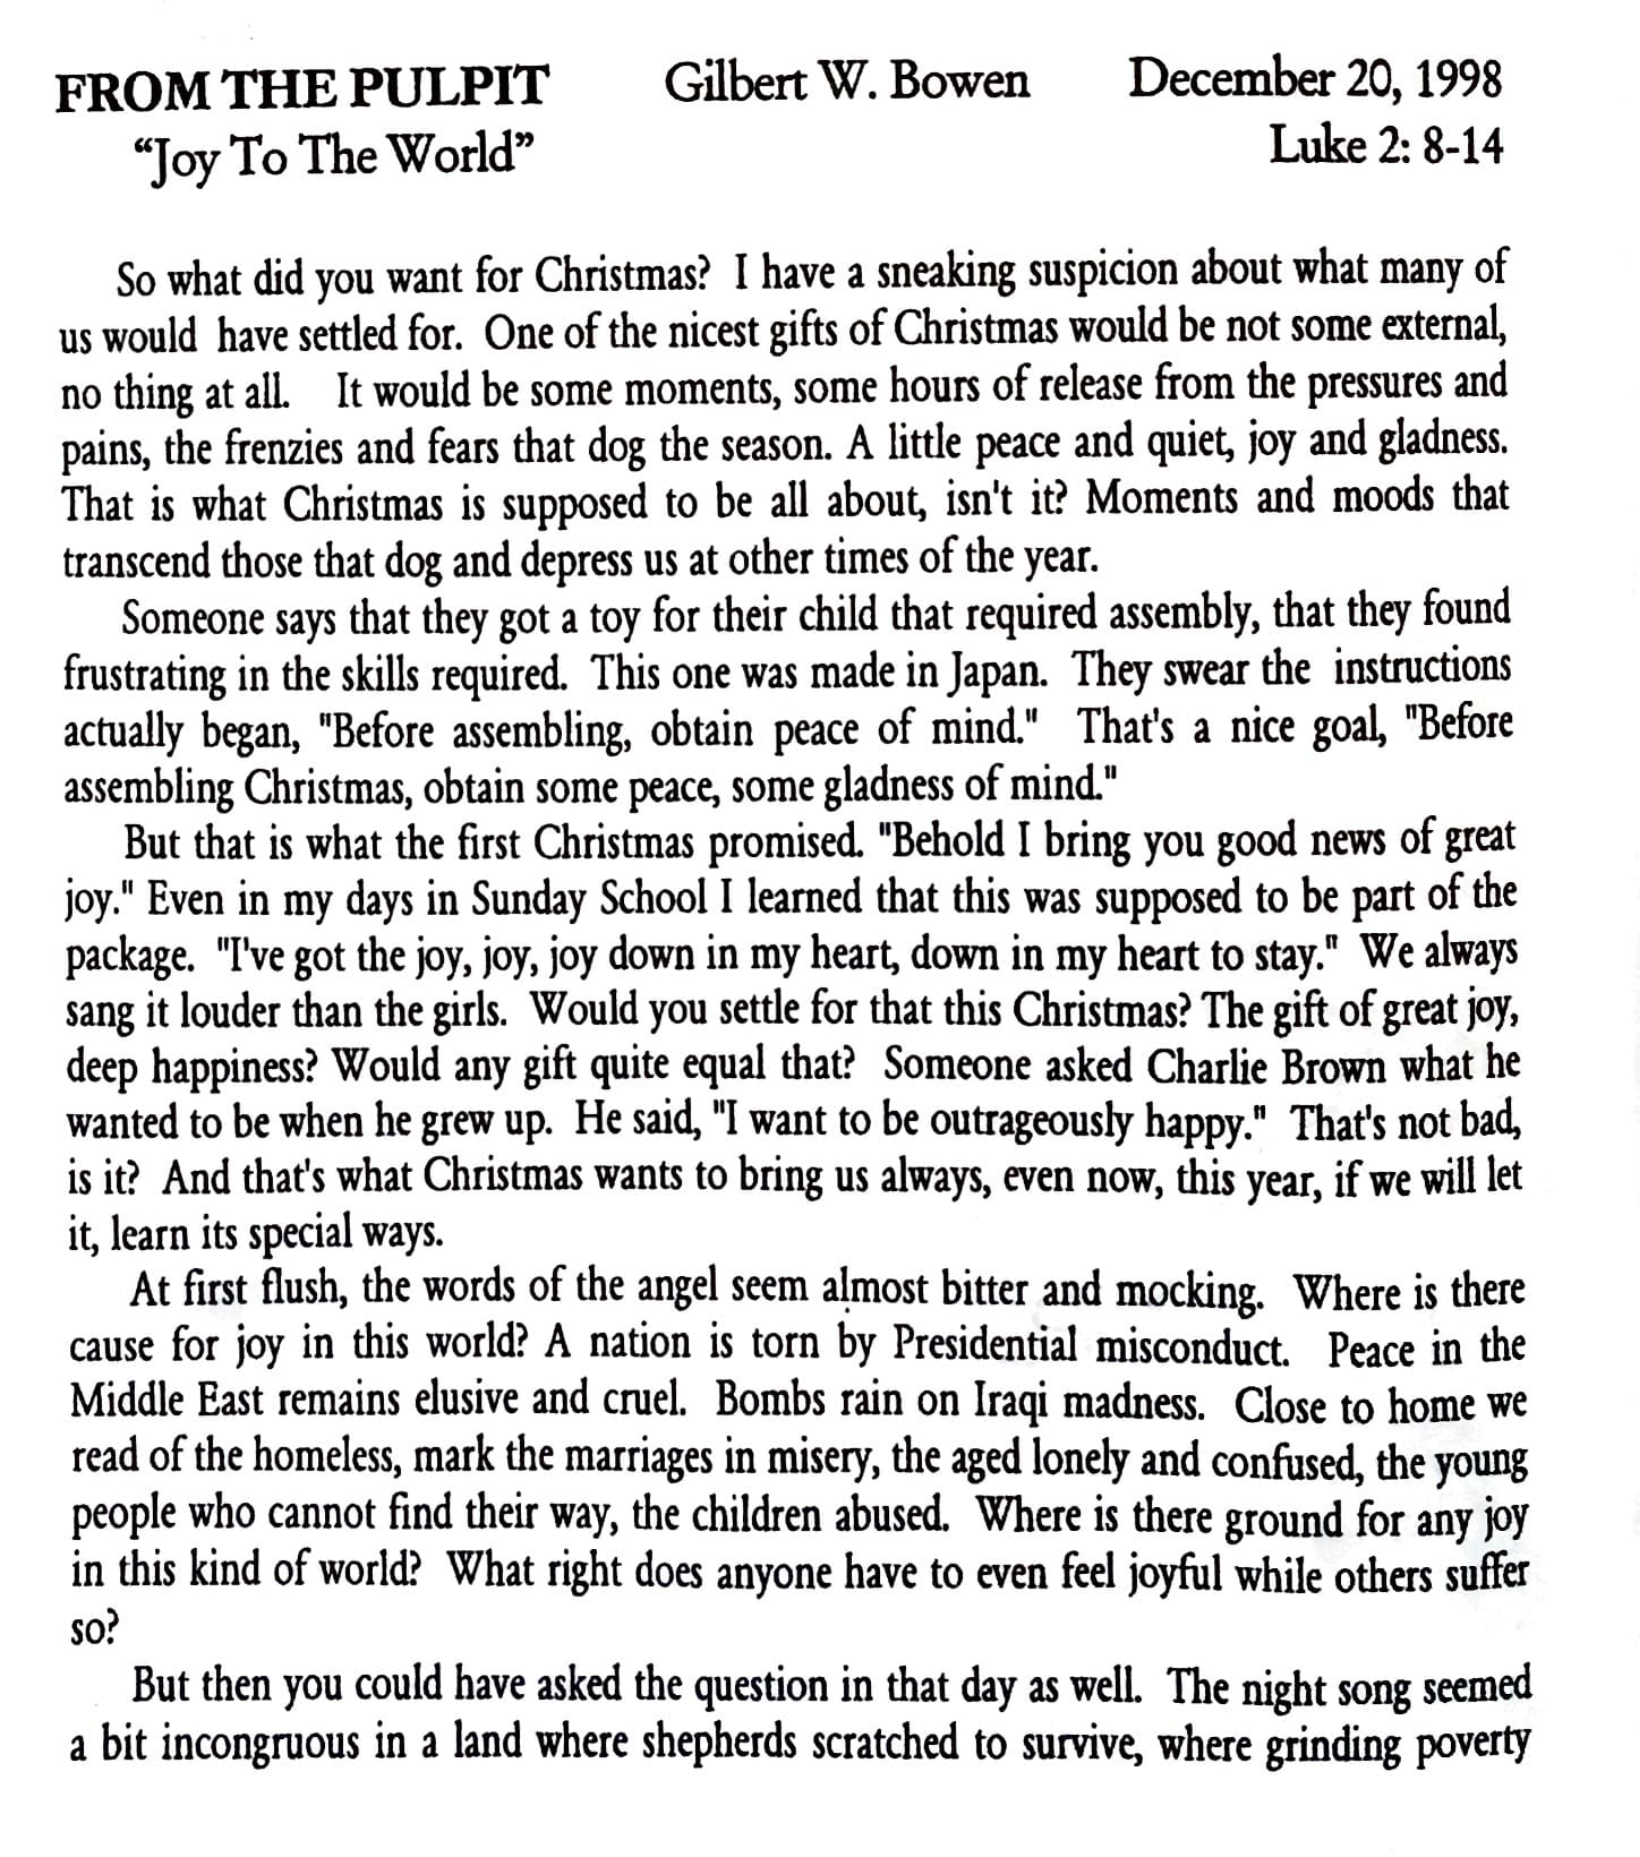 FROM THE PULPIT Gilbert W. Bowen December 20, 1998
“Joy To The World” Luke 2: 8-14
So what did you want for Christmas? I have a sneaking suspicion about what many of
us would have settled for. One of the nicest gifts of Christmas would be not some external,
no thing at all. It would be some moments, some hours of release from the pressures and
pains, the frenzies and fears that dog the season. A little peace and quiet, joy and gladness.
That is what Christmas is supposed to be all about, isn't it? Moments and moods that
transcend those that dog and depress us at other times of the year.
Someone says that they got a toy for their child that required assembly, that they found
frustrating in the skills required. This one was made in Japan. They swear the instructions
actually began, "Before assembling, obtain peace of mind." That's a nice goal, "Before
assembling Christmas, obtain some peace, some gladness of mind."
But that is what the first Christmas promised. "Behold I bring you good news of great
joy." Even in my days in Sunday School I learned that this was supposed to be part of the
package. "I've got the joy, joy, joy down in my heart, down in my heart to stay." We always
sang it louder than the girls. Would you settle for that this Christmas? The gift of great joy,
deep happiness? Would any gift quite equal that? Someone asked Charlie Brown what he
wanted to be when he grew up. He said, "I want to be outrageously happy." That's not bad,
is it? And that's what Christmas wants to bring us always, even now, this year, if we will let
it, learn its special ways.
At first flush, the words of the angel seem almost bitter and mocking. Where is there
cause for joy in this world? A nation is torn by Presidential misconduct. Peace in the
Middle East remains elusive and cruel. Bombs rain on Iraqi madness. Close to home we
read of the homeless, mark the marriages in misery, the aged lonely and confused, the young
people who cannot find their way, the children abused. Where is there ground for any joy
in this kind of world? What right does anyone have to even feel joyful while others suffer
so?
But then you could have asked the question in that day as well. The night song seemed
a bit incongruous in a land where shepherds scratched to survive, where grinding poverty